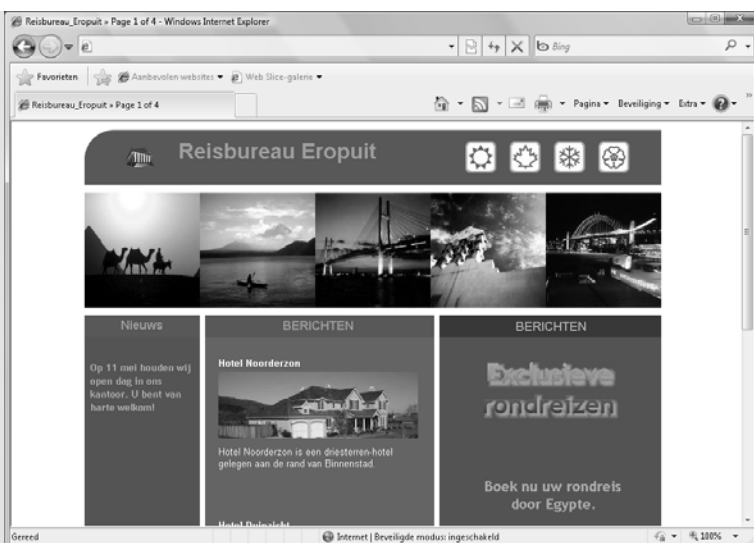 Reisbureau_Eropuit » Page 1 of 4 - Windows Internet Explorer
Bing
Favorieten Aanbevolen websites Web Slice-galerie
Reisbureau_Eropuit » Page 1 of 4
Pagina Beveiliging Extra
Reisbureau Eropuit
Nieuws
Op 11 mei houden wij
open dag in ons
kantoor. U bent van
harte welkom!
BERICHTEN
Hotel Noorderzon
Hotel Noorderzon is een driesterren-hotel
gelegen aan de rand van Binnenstad.
Hotel Duinzicht
BERICHTEN
Exclusieve
rondreizen
Boek nu uw rondreis
door Egypte.
Gereed Internet | Beveiligde modus: ingeschakeld 100%